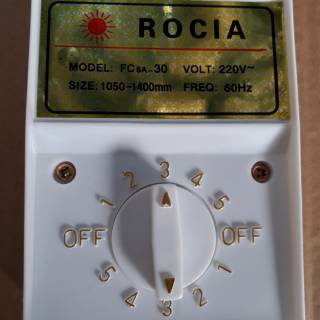 ROCIA
MODEL: FC8A-30 VOLT: 220V~
SIZE: 1050-1400mm FREQ: 60Hz
3
2 4
1 5
OFF OFF
5 1
4 2
3